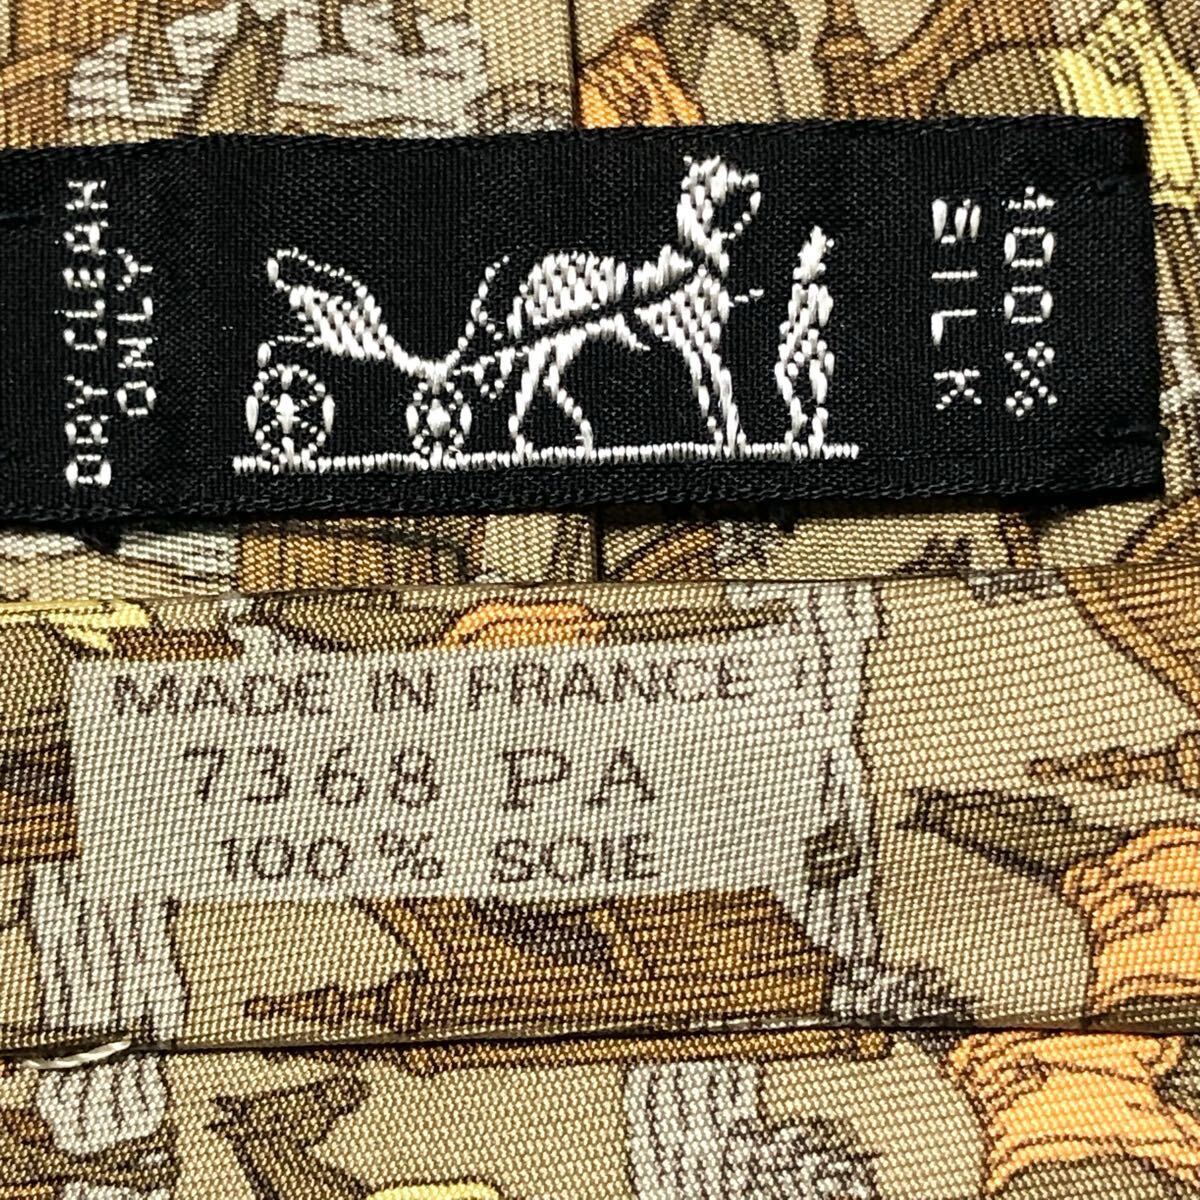 DRY CLEAN
ONLY
100%
SILK
MADE IN FRANCE
7368 PA
100% SOIE